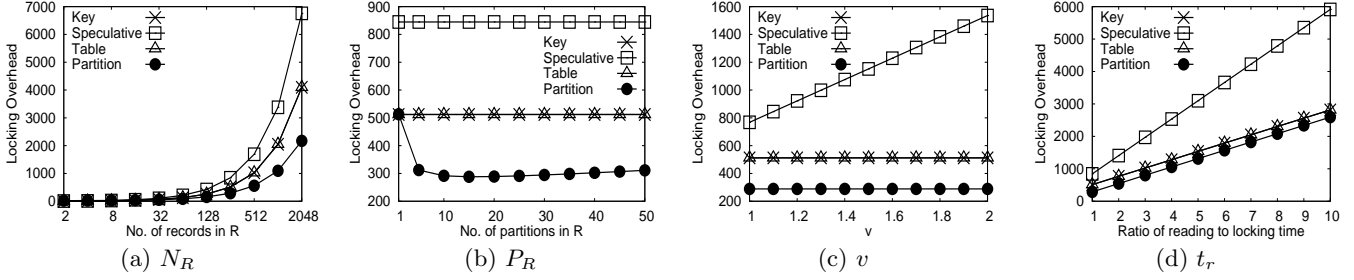 Locking Overhead
7000
6000
5000
4000
3000
2000
1000
0
Key
Speculative
Table
Partition
2 8 32 128 512 2048
No. of records in R
(a) N_R
Locking Overhead
900
800
700
600
500
400
300
200
Key
Speculative
Table
Partition
1 10 20 30 40 50
No. of partitions in R
(b) P_R
Locking Overhead
1600
1400
1200
1000
800
600
400
200
Key
Speculative
Table
Partition
1 1.2 1.4 1.6 1.8 2
v
(c) v
Locking Overhead
6000
5000
4000
3000
2000
1000
0
Key
Speculative
Table
Partition
1 2 3 4 5 6 7 8 9 10
Ratio of reading to locking time
(d) t_r